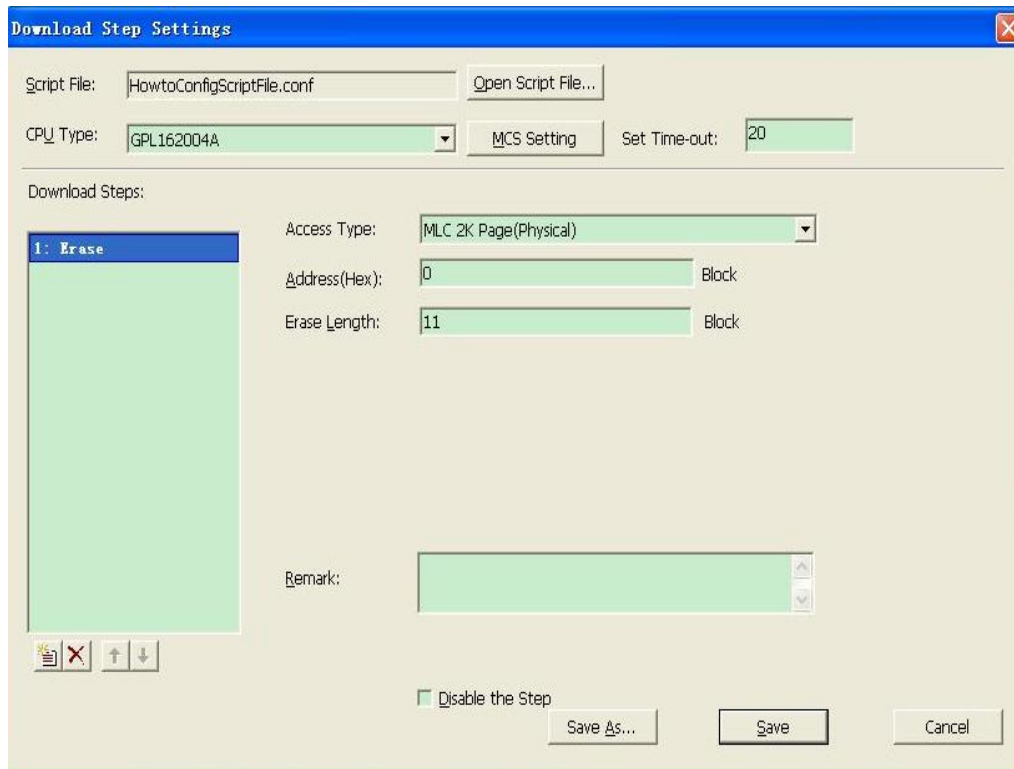 Download Step Settings
Script File: HowtoConfigScriptFile.conf Open Script File...
CPU Type: GPL162004A MCS Setting Set Time-out: 20
Download Steps:
1: Erase
Access Type: MLC 2K Page(Physical)
Address(Hex): 0 Block
Erase Length: 11 Block
Remark:
Disable the Step
Save As... Save Cancel